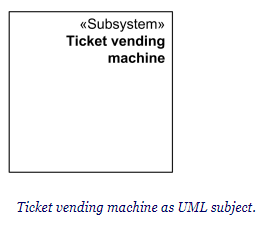 «Subsystem»
Ticket vending
machine
Ticket vending machine as UML subject.